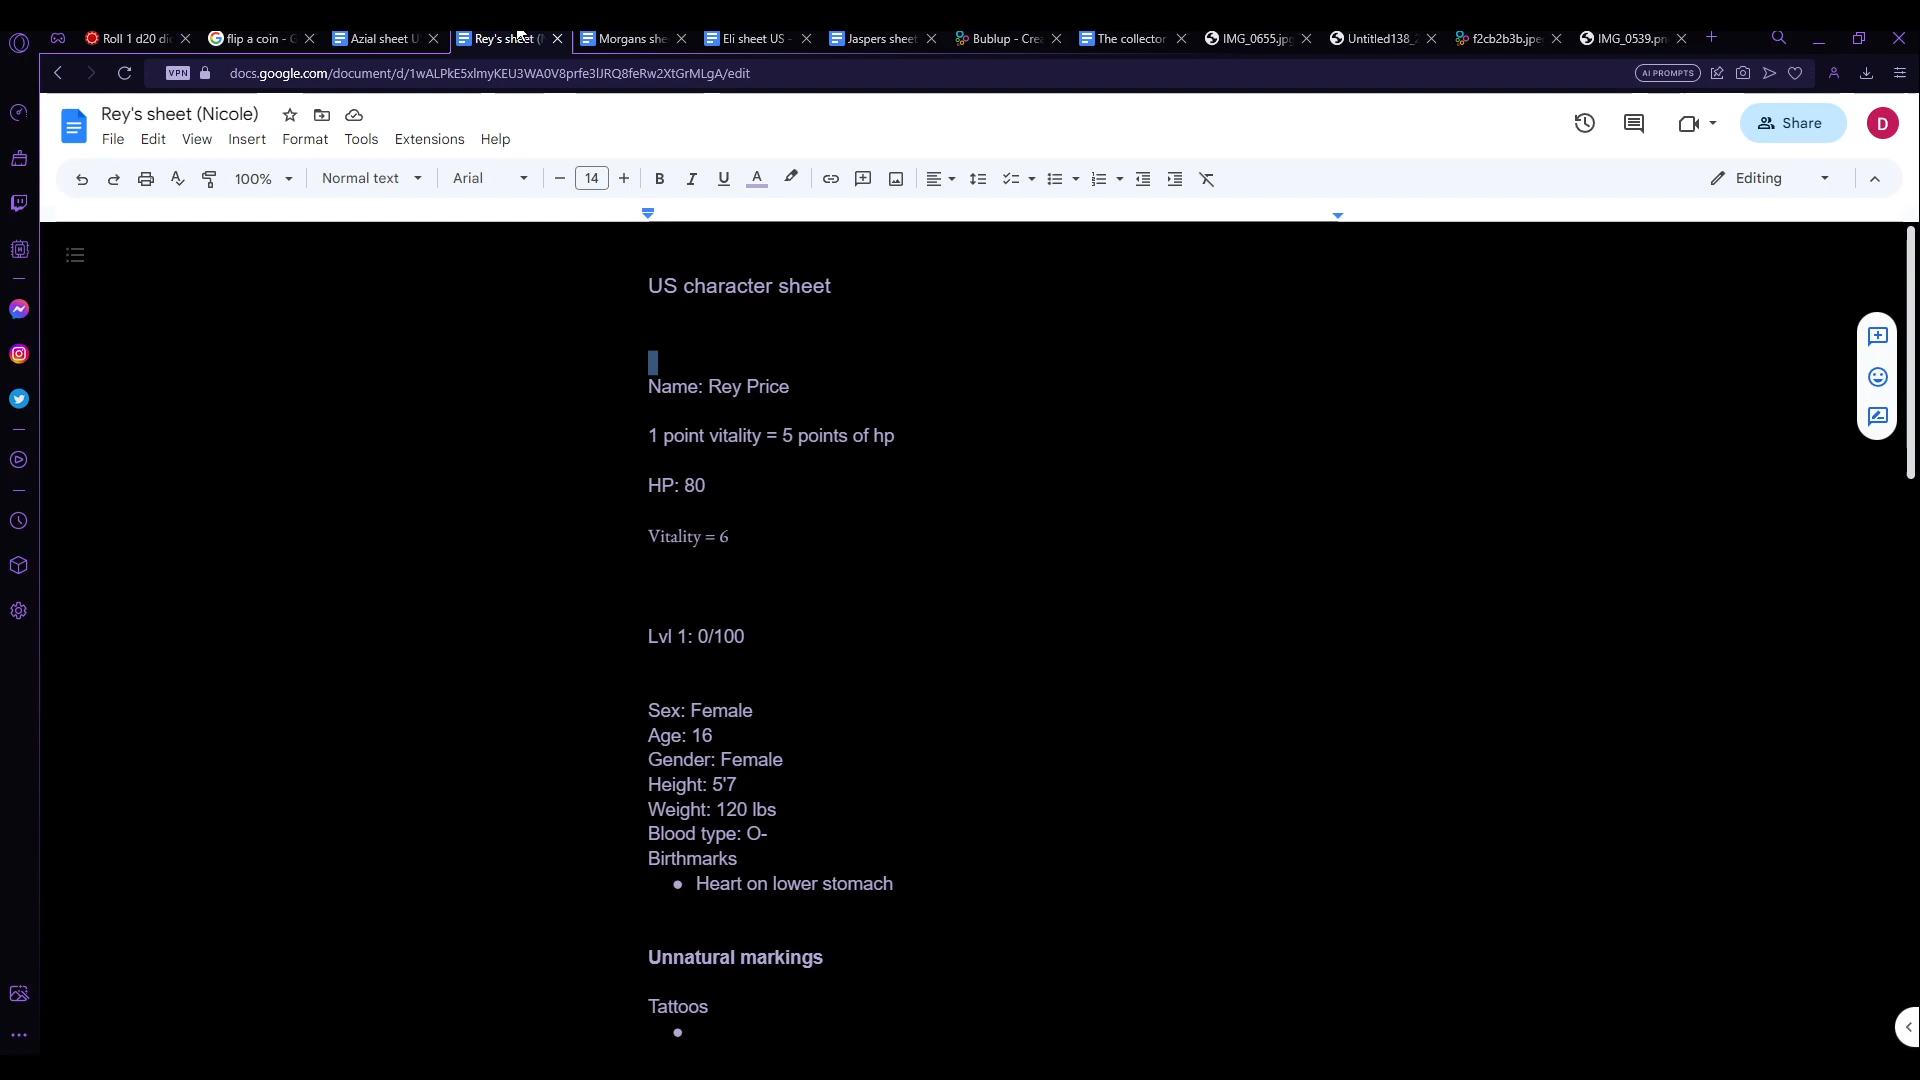 Roll 1 d20 di
flip a coin - G
Azial sheet U
Rey's sheet (
Morgans she
Eli sheet US -
Jaspers sheet
Bublup - Crea
The collector
IMG_0655.jpg
Untitled138_
f2cb2b3b.jpe
IMG_0539.pn
VPN
docs.google.com/document/d/1wALPkE5xlmyKEU3WA0V8prfe3lJRQ8feRw2XtGrMLgA/edit
AI PROMPTS
Rey's sheet (Nicole)
File Edit View Insert Format Tools Extensions Help
Share
D
100% Normal text Arial 14 B I U A
Editing
US character sheet
Name: Rey Price
1 point vitality = 5 points of hp
HP: 80
Vitality = 6
Lvl 1: 0/100
Sex: Female
Age: 16
Gender: Female
Height: 5'7
Weight: 120 lbs
Blood type: O-
Birthmarks
● Heart on lower stomach
Unnatural markings
Tattoos
●